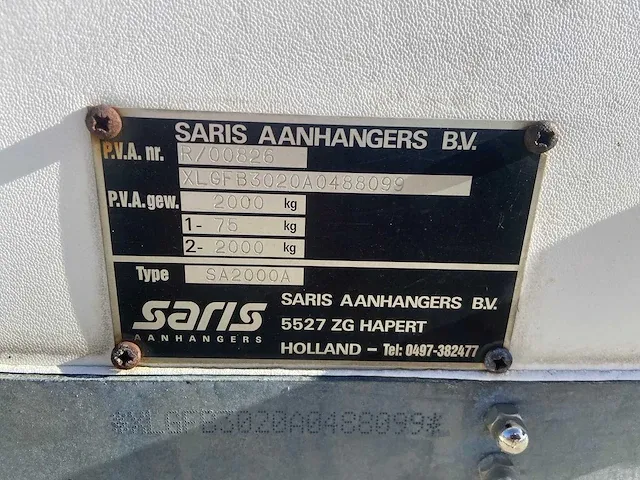 SARIS AANHANGERS B.V.
P.V.A. nr. R/00826
XLGFB3020A0488099
P.V.A. gew. 2000 kg
1- 75 kg
2- 2000 kg
Type SA2000A
saris
AANHANGERS
SARIS AANHANGERS B.V.
5527 ZG HAPERT
HOLLAND – Tel: 0497-382477
*XLGFB3020A0488099*